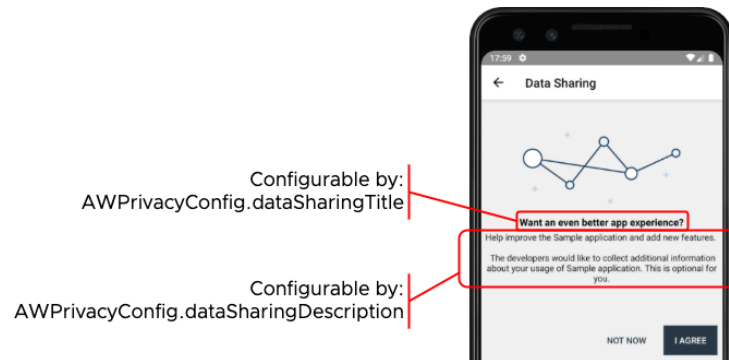 17:59
Data Sharing
Configurable by:
AWPrivacyConfig.dataSharingTitle
Want an even better app experience?
Help improve the Sample application and add new features.
The developers would like to collect additional information
about your usage of Sample application. This is optional for
you.
Configurable by:
AWPrivacyConfig.dataSharingDescription
NOT NOW
I AGREE